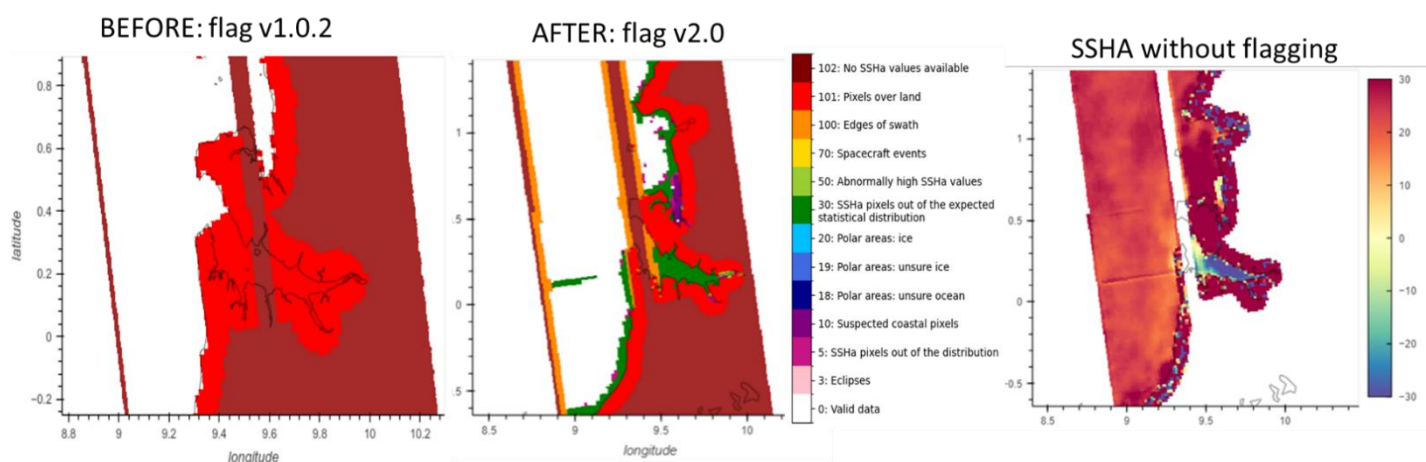 BEFORE: flag v1.0.2
AFTER: flag v2.0
SSHA without flagging
0.8
0.6
0.4
0.2
0
−0.2
latitude
8.8
9
9.2
9.4
9.6
9.8
10
10.2
longitude
1
.5
0
.5
8.5
9
9.5
10
longitude
102: No SSHa values available
101: Pixels over land
100: Edges of swath
70: Spacecraft events
50: Abnormally high SSHa values
30: SSHa pixels out of the expected
statistical distribution
20: Polar areas: ice
19: Polar areas: unsure ice
18: Polar areas: unsure ocean
10: Suspected coastal pixels
5: SSHa pixels out of the distribution
3: Eclipses
0: Valid data
1
0.5
0
-0.5
8.5
9
9.5
10
30
20
10
0
−10
−20
−30